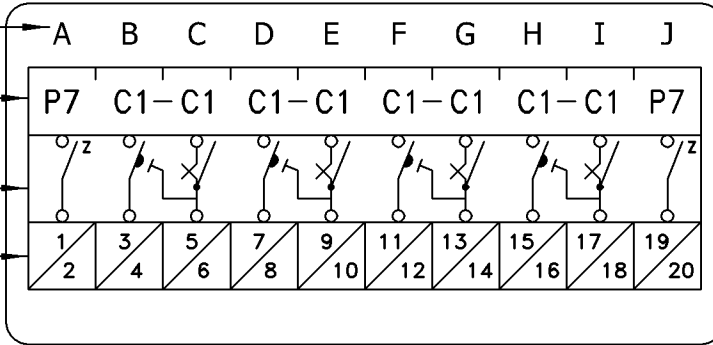 A B C D E F G H I J
P7 C1-C1 C1-C1 C1-C1 C1-C1 P7
z z
1 3 5 7 9 11 13 15 17 19
2 4 6 8 10 12 14 16 18 20